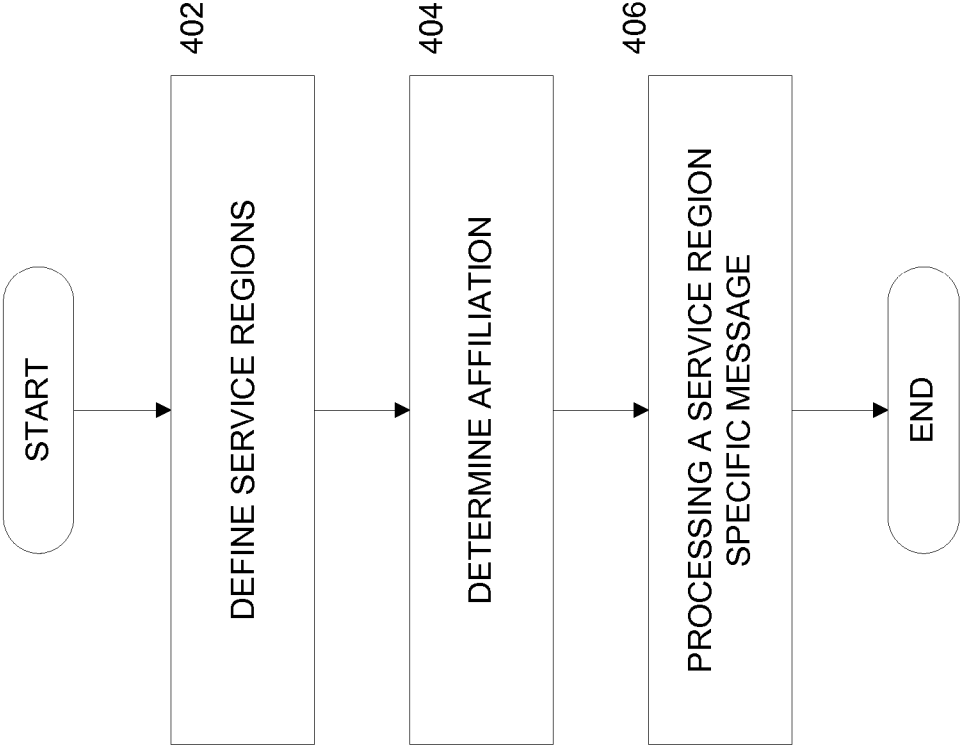 START
402
DEFINE SERVICE REGIONS
404
DETERMINE AFFILIATION
406
PROCESSING A SERVICE REGION
SPECIFIC MESSAGE
END